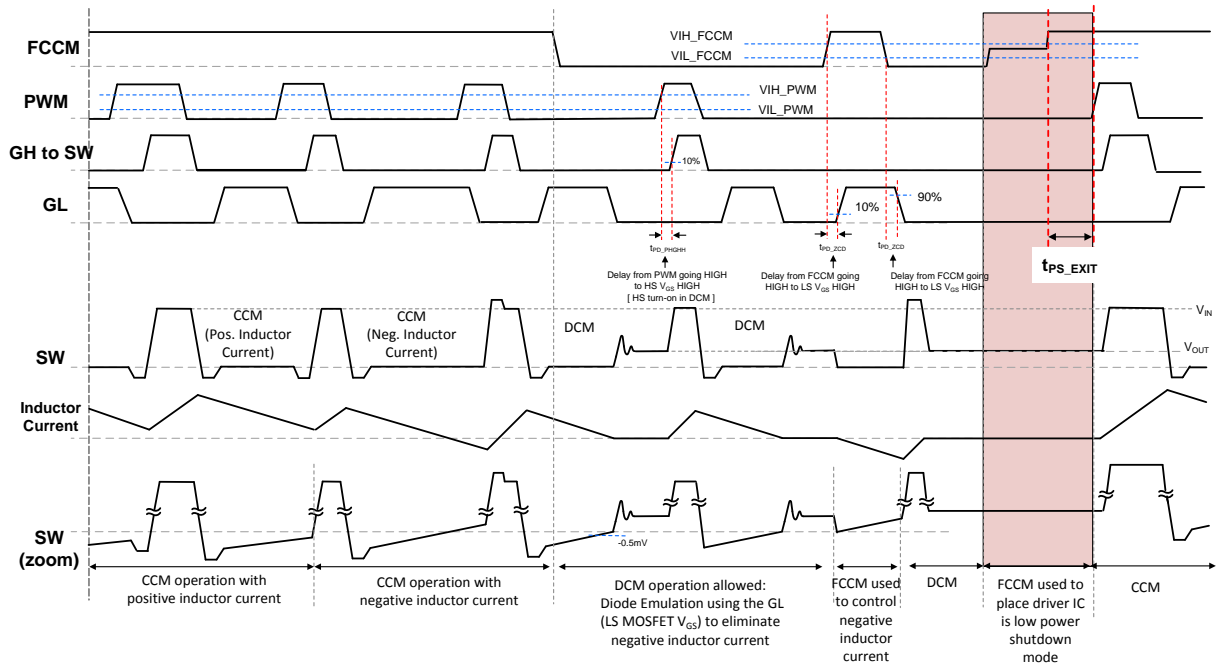 FCCM
VIH_FCCM
VIL_FCCM
PWM
VIH_PWM
VIL_PWM
GH to SW
10%
GL
10%
90%
tPD_PHGHH
tPD_ZCD
tPD_ZCD
tPS_EXIT
Delay from PWM going HIGH
to HS VGS HIGH
[ HS turn-on in DCM ]
Delay from FCCM going
HIGH to LS VGS HIGH
Delay from FCCM going
HIGH to LS VGS HIGH
CCM
(Pos. Inductor
Current)
CCM
(Neg. Inductor
Current)
DCM
DCM
VIN
VOUT
SW
Inductor
Current
SW
(zoom)
-0.5mV
CCM operation with
positive inductor current
CCM operation with
negative inductor current
DCM operation allowed:
Diode Emulation using the GL
(LS MOSFET VGS) to eliminate
negative inductor current
FCCM used
to control
negative
inductor
current
DCM
FCCM used to
place driver IC
is low power
shutdown
mode
CCM